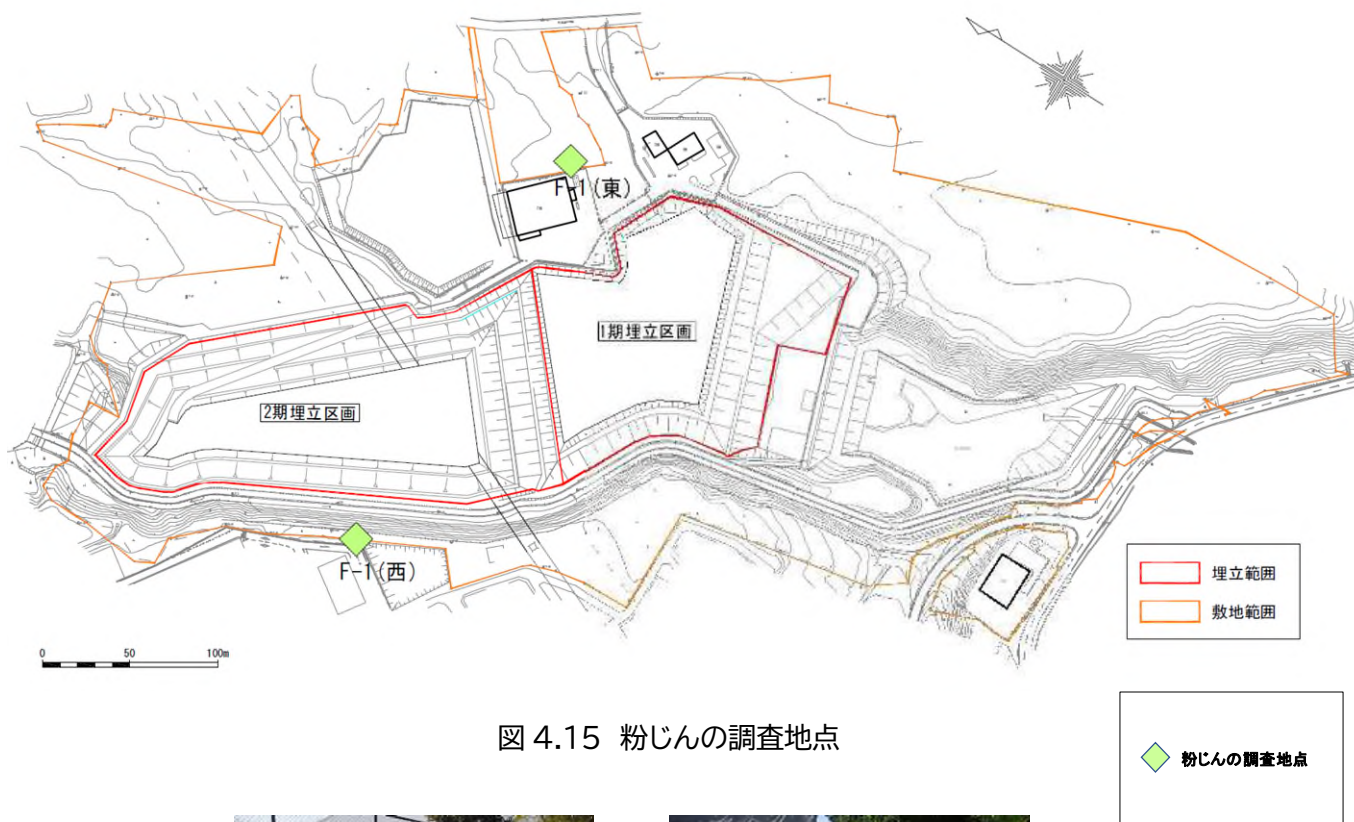 F-1(東)
1期埋立区画
2期埋立区画
F-1(西)
埋立範囲
敷地範囲
0 50 100m
図 4.15 粉じんの調査地点
粉じんの調査地点